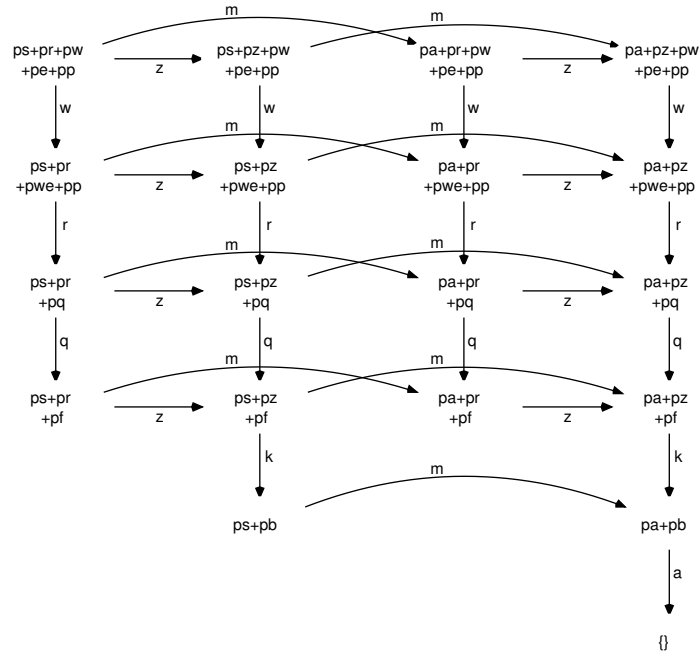 m
m
ps+pr+pw
+pe+pp
z
ps+pz+pw
+pe+pp
pa+pr+pw
+pe+pp
z
pa+pz+pw
+pe+pp
w
w
w
w
m
m
ps+pr
+pwe+pp
z
ps+pz
+pwe+pp
pa+pr
+pwe+pp
z
pa+pz
+pwe+pp
r
r
r
r
m
m
ps+pr
+pq
z
ps+pz
+pq
pa+pr
+pq
z
pa+pz
+pq
q
q
q
q
m
m
ps+pr
+pf
z
ps+pz
+pf
pa+pr
+pf
z
pa+pz
+pf
k
k
m
ps+pb
pa+pb
a
{}